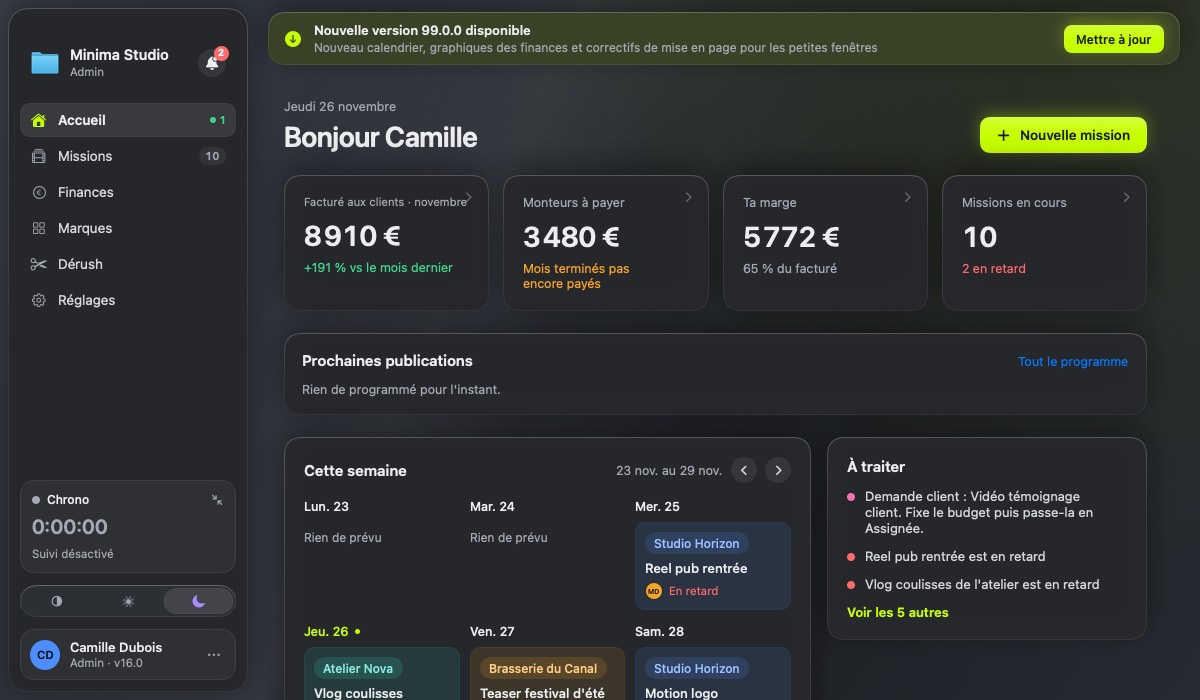 Minima Studio
Admin
2
Accueil
1
Missions
10
Finances
Marques
Dérush
Réglages
Chrono
0:00:00
Suivi désactivé
CD
Camille Dubois
Admin · v16.0
Nouvelle version 99.0.0 disponible
Nouveau calendrier, graphiques des finances et correctifs de mise en page pour les petites fenêtres
Mettre à jour
Jeudi 26 novembre
Bonjour Camille
+ Nouvelle mission
Facturé aux clients · novembre
8 910 €
+191 % vs le mois dernier
Monteurs à payer
3 480 €
Mois terminés pas
encore payés
Ta marge
5 772 €
65 % du facturé
Missions en cours
10
2 en retard
Prochaines publications
Tout le programme
Rien de programmé pour l'instant.
Cette semaine
23 nov. au 29 nov.
Lun. 23
Rien de prévu
Mar. 24
Rien de prévu
Mer. 25
Studio Horizon
Reel pub rentrée
MD
En retard
Jeu. 26
Atelier Nova
Vlog coulisses
Ven. 27
Brasserie du Canal
Teaser festival d'été
Sam. 28
Studio Horizon
Motion logo
À traiter
Demande client : Vidéo témoignage
client. Fixe le budget puis passe-la en
Assignée.
Reel pub rentrée est en retard
Vlog coulisses de l'atelier est en retard
Voir les 5 autres